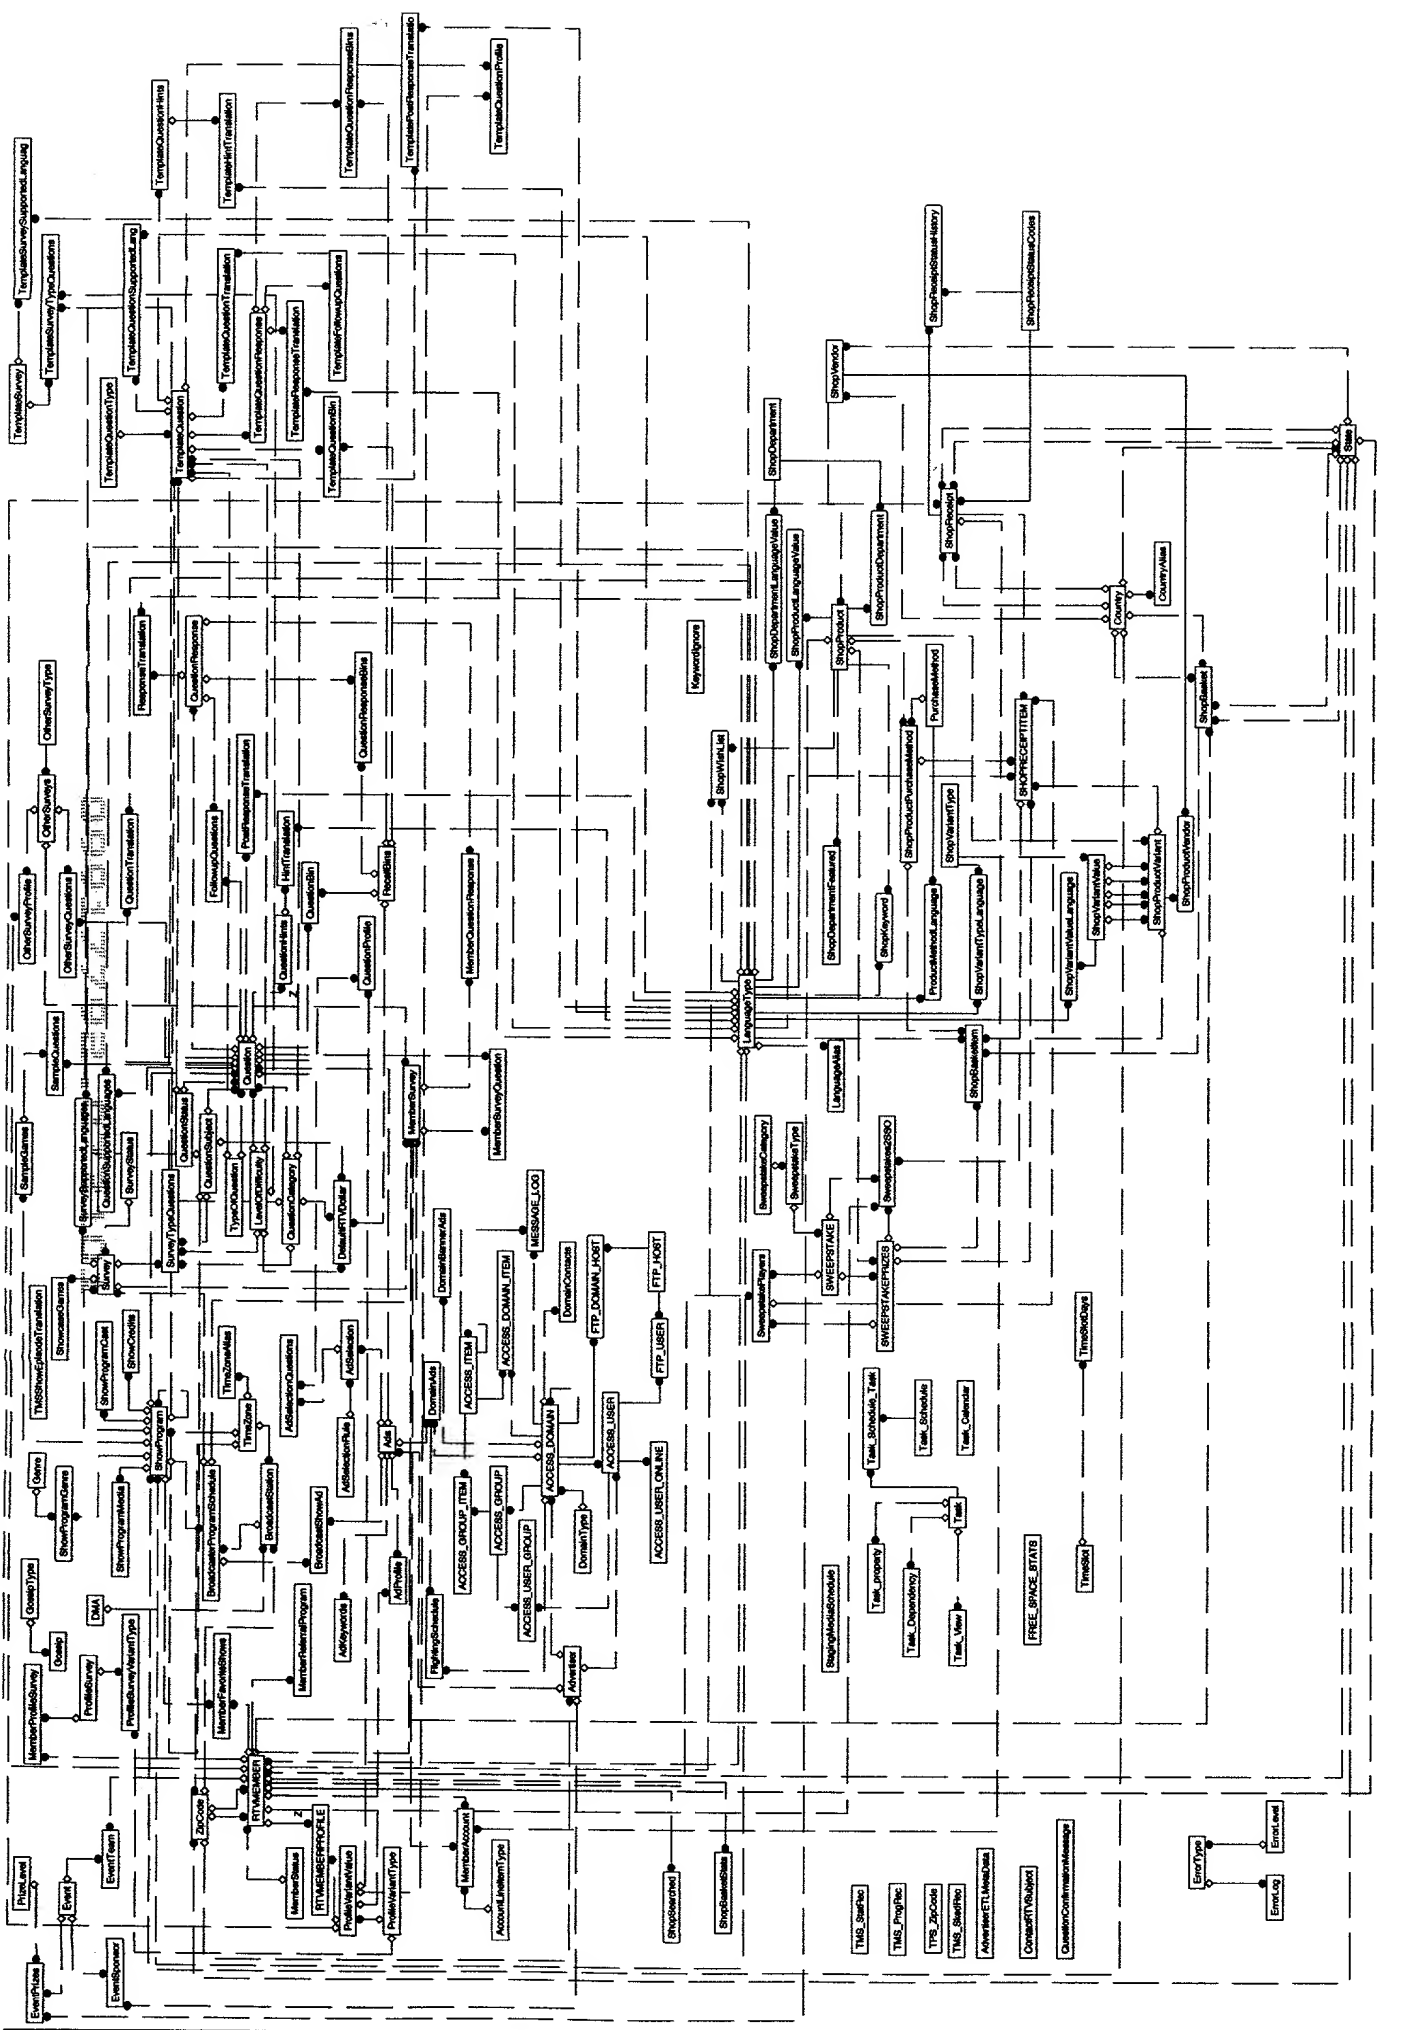 TemplateSurvey
TemplateSurveySupportedLanguag
TemplateSurveyTypeQuestions
TemplateQuestionType
TemplateQuestionSupportedLang
TemplateQuestionHints
TemplateHintTranslation
TemplateQuestion
TemplateQuestionTranslation
TemplateQuestionResponse
TemplateResponseTranslation
TemplateFollowupQuestions
TemplateQuestionBin
TemplateQuestionResponseBins
TemplatePostResponseTranslatio
TemplateQuestionProfile
OtherSurveyProfile
OtherSurveys
OtherSurveyType
OtherSurveyQuestions
QuestionTranslation
ResponseTranslation
QuestionResponse
FollowupQuestions
PostResponseTranslation
HintTranslation
QuestionHints
QuestionBin
QuestionResponseBins
RecallBins
QuestionProfile
MemberQuestionResponse
SampleGames
SampleQuestions
SurveySupportedLanguages
QuestionSupportedLanguages
SurveyStatus
Survey
SurveyTypeQuestions
QuestionStatus
QuestionSubject
TypeOfQuestion
Question
LevelOfDifficulty
QuestionCategory
DefaultRTVDollar
MemberSurvey
MemberSurveyQuestion
TMSShowEpisodeTranslation
ShowcaseGames
ShowProgramCast
ShowCredits
ShowProgram
Genre
ShowProgramGenre
ShowProgramMedia
TimeZoneAlias
TimeZone
BroadcasterProgramSchedule
BroadcastStation
BroadcastShowAd
AdSelectionQuestions
AdSelection
AdSelectionRule
Ads
AdKeywords
AdProfile
DomainAds
DomainBannerAds
FlightingSchedule
ACCESS_ITEM
ACCESS_DOMAIN_ITEM
MESSAGE_LOG
ACCESS_GROUP_ITEM
ACCESS_GROUP
ACCESS_USER_GROUP
ACCESS_DOMAIN
DomainContacts
DomainType
FTP_DOMAIN_HOST
ACCESS_USER
FTP_USER
FTP_HOST
ACCESS_USER_ONLINE
Advertiser
GossipType
Gossip
DMA
MemberProfileSurvey
ProfileSurvey
ProfileSurveyVariantType
MemberFavoriteShows
MemberReferralProgram
ZipCode
RTVMEMBER
Z
Z
MemberStatus
RTVMEMBERPROFILE
ProfileVariantValue
ProfileVariantType
MemberAccount
AccountLineItemType
PrizeLevel
Event
EventTeam
EventPrizes
EventSponsor
KeywordIgnore
LanguageType
LanguageAlias
ShopWishList
ShopDepartment
ShopDepartmentLanguageValue
ShopProductLanguageValue
ShopProductDepartment
ShopProduct
ShopVendor
ShopDepartmentFeatured
ShopKeyword
ShopProductPurchaseMethod
PurchaseMethod
ProductMethodLanguage
ShopVariantType
ShopVariantTypeLanguage
ShopVariantValueLanguage
ShopVariantValue
ShopProductVariant
ShopProductVendor
SHOPRECEIPTITEM
ShopReceipt
ShopReceiptStatusHistory
ShopReceiptStatusCodes
State
Country
CountryAlias
ShopBasket
ShopBasketItem
SweepstakeCategory
SweepstakeType
SWEEPSTAKE
Sweepstakes2SSO
SweepstakePlayers
SWEEPSTAKEPRIZES
TimeSlotDays
TimeSlot
Task_Schedule_Task
Task_Schedule
Task_Calendar
Task
Task_property
Task_Dependency
Task_View
StagingMediaSchedule
FREE_SPACE_STATS
ShopSearched
ShopBasketStats
TMS_StatRec
TMS_ProgRec
TPS_ZipCode
TMS_SkedRec
AdvertiserETLMetaData
ContactRTVSubject
QuestionConfirmationMessage
ErrorType
ErrorLevel
ErrorLog